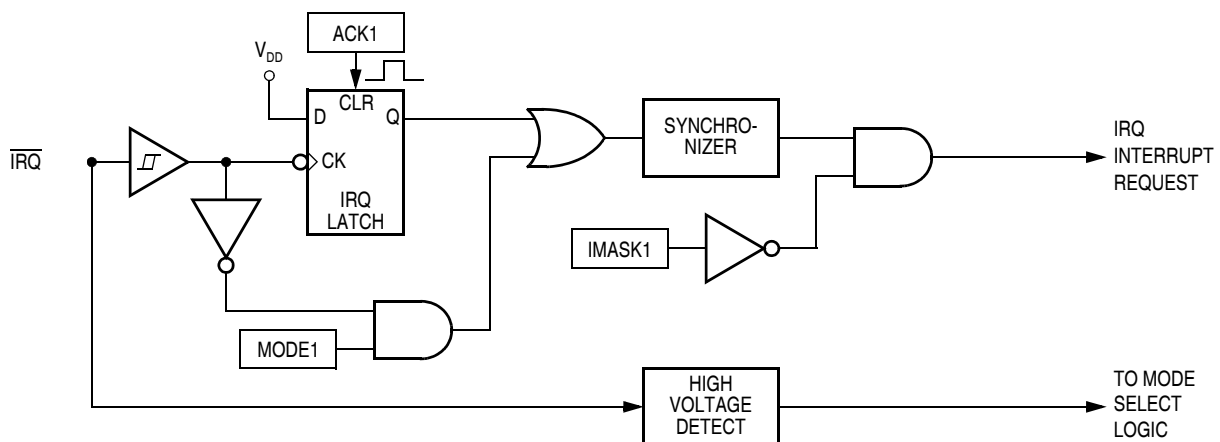 ACK1
V_DD
CLR
D
Q
CK
IRQ
LATCH
I̅R̅Q̅
SYNCHRO-
NIZER
IRQ
INTERRUPT
REQUEST
IMASK1
MODE1
HIGH
VOLTAGE
DETECT
TO MODE
SELECT
LOGIC